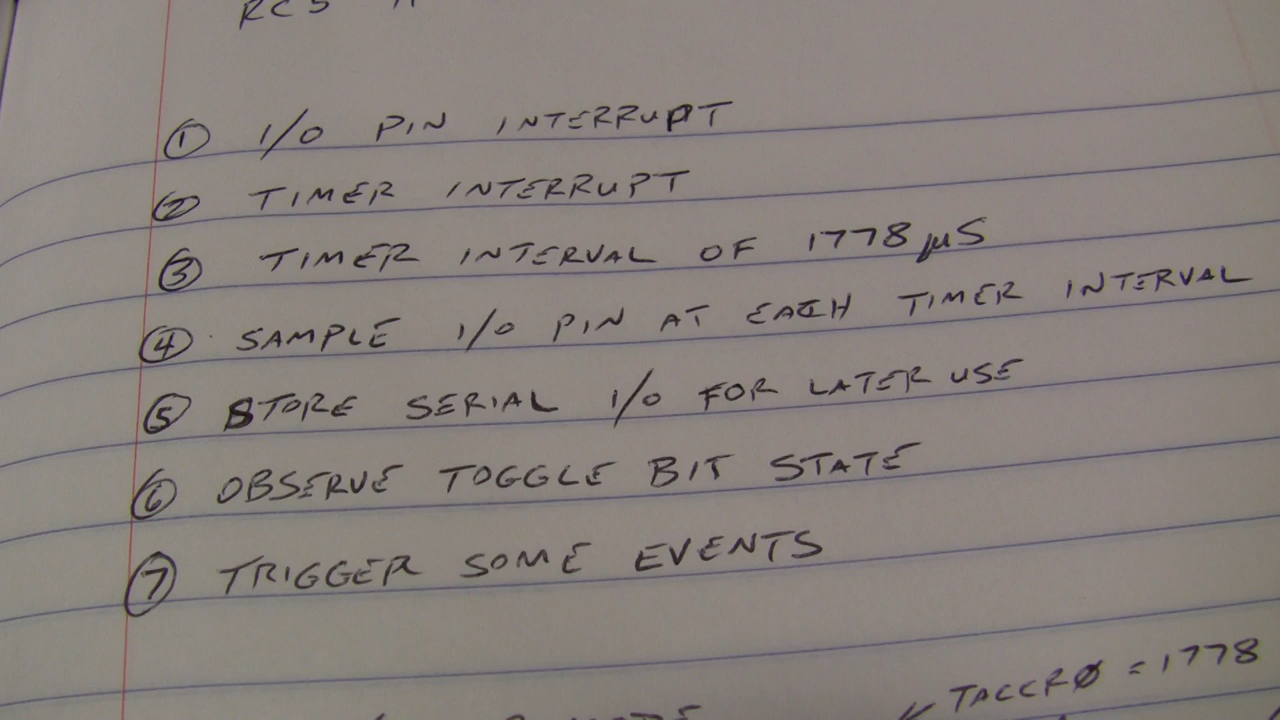 RC5
① I/O PIN INTERRUPT
② TIMER INTERRUPT
③ TIMER INTERVAL OF 1778 µS
④ SAMPLE I/O PIN AT EACH TIMER INTERVAL
⑤ STORE SERIAL I/O FOR LATER USE
⑥ OBSERVE TOGGLE BIT STATE
⑦ TRIGGER SOME EVENTS
TACCR0 = 1778